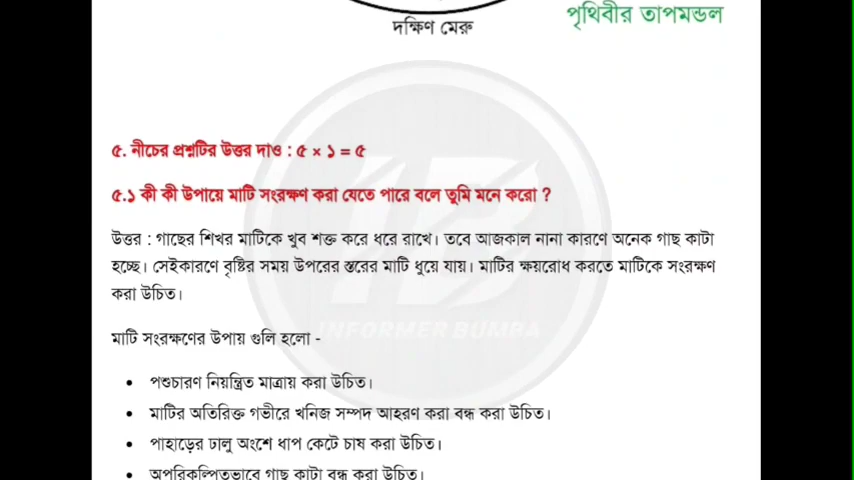 দক্ষিণ মেরু
পৃথিবীর তাপমন্ডল
৫. নীচের প্রশ্নটির উত্তর দাও : ৫ × ১ = ৫
৫.১ কী কী উপায়ে মাটি সংরক্ষণ করা যেতে পারে বলে তুমি মনে করো ?
উত্তর : গাছের শিখর মাটিকে খুব শক্ত করে ধরে রাখে। তবে আজকাল নানা কারণে অনেক গাছ কাটা
হচ্ছে। সেইকারণে বৃষ্টির সময় উপরের স্তরের মাটি ধুয়ে যায়। মাটির ক্ষয়রোধ করতে মাটিকে সংরক্ষণ
করা উচিত।
মাটি সংরক্ষণের উপায় গুলি হলো -
• পশুচারণ নিয়ন্ত্রিত মাত্রায় করা উচিত।
• মাটির অতিরিক্ত গভীরে খনিজ সম্পদ আহরণ করা বন্ধ করা উচিত।
• পাহাড়ের ঢালু অংশে ধাপ কেটে চাষ করা উচিত।
• অপরিকল্পিতভাবে গাছ কাটা বন্ধ করা উচিত।
INFORMER BUMBA